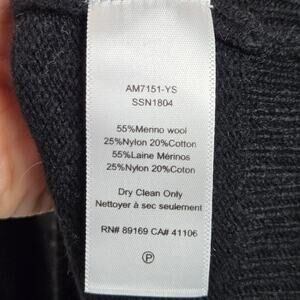 AM7151-YS
SSN1804
55%Merino wool
25%Nylon 20%Cotton
55%Laine Mérinos
25%Nylon 20%Coton
Dry Clean Only
Nettoyer à sec seulement
RN# 89169 CA# 41106
P